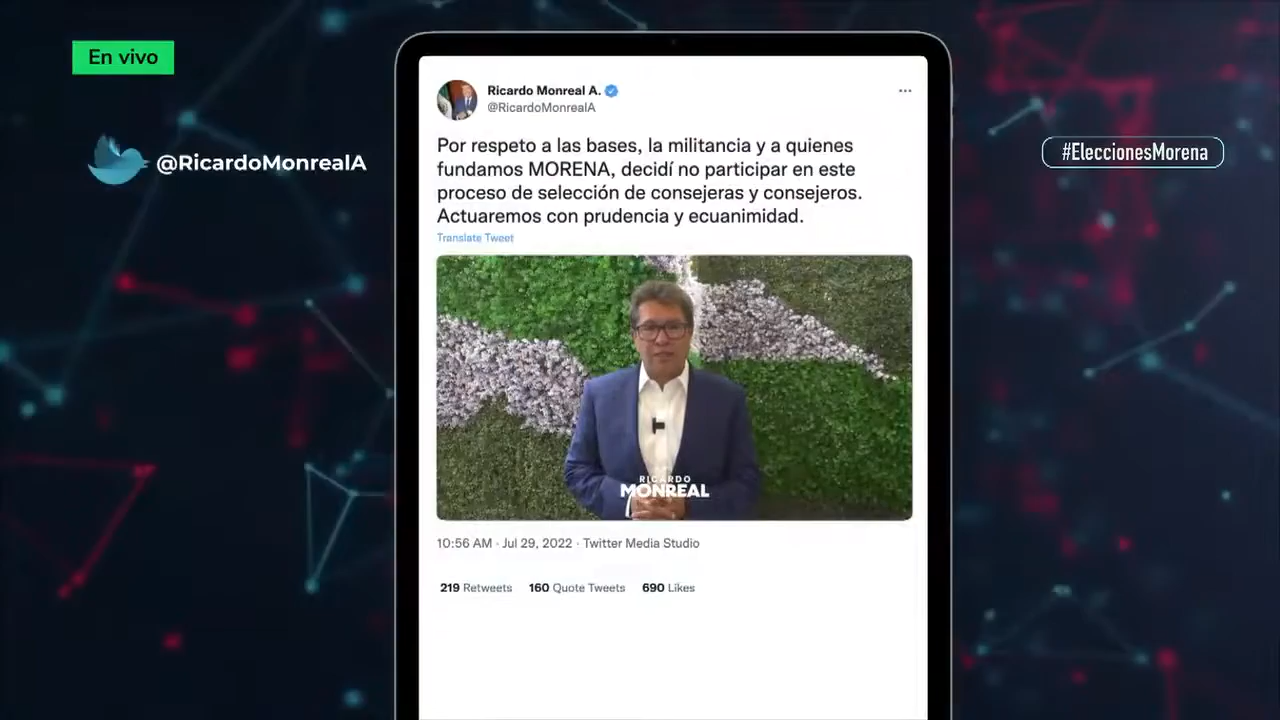 En vivo
@RicardoMonrealA
#EleccionesMorena
Ricardo Monreal A.
@RicardoMonrealA
Por respeto a las bases, la militancia y a quienes
fundamos MORENA, decidí no participar en este
proceso de selección de consejeras y consejeros.
Actuaremos con prudencia y ecuanimidad.
Translate Tweet
RICARDO
MONREAL
10:56 AM · Jul 29, 2022 · Twitter Media Studio
219 Retweets 160 Quote Tweets 690 Likes